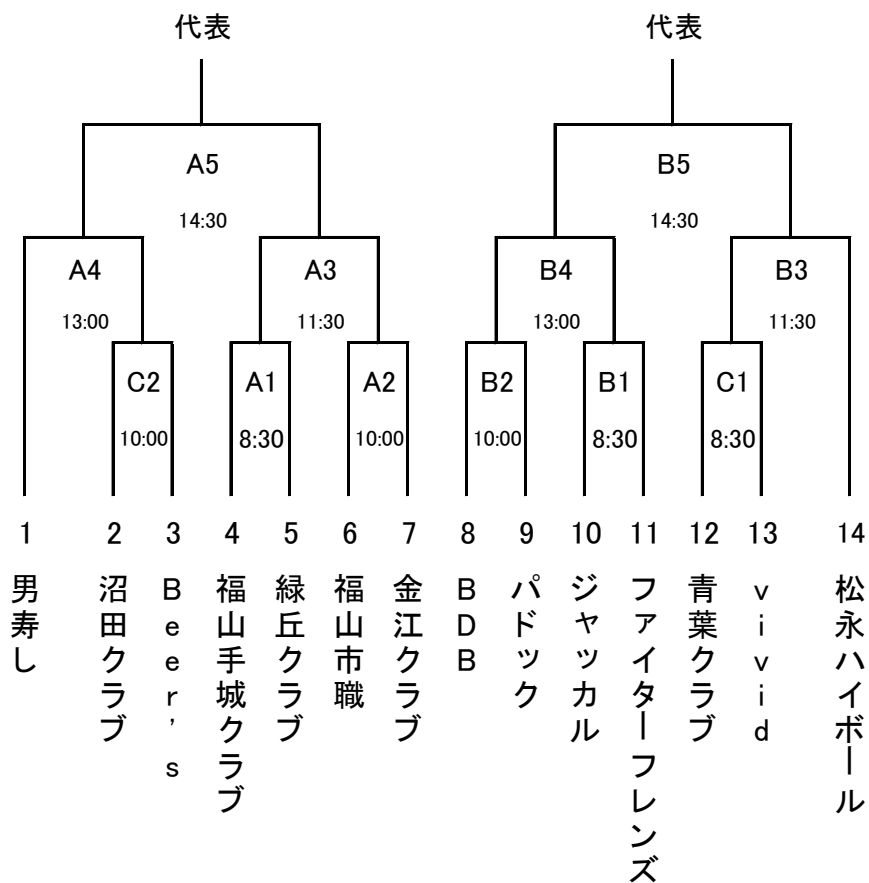 代表 代表
A5 B5
14:30 14:30
A4 A3 B4 B3
13:00 11:30 13:00 11:30
C2 A1 A2 B2 B1 C1
10:00 8:30 10:00 10:00 8:30 8:30
1 2 3 4 5 6 7 8 9 10 11 12 13 14
男寿し
沼田クラブ
Beer's
福山手城クラブ
緑丘クラブ
福山市職
金江クラブ
BDB
パドック
ジャッカル
ファイターフレンズ
青葉クラブ
vivid
松永ハイボール